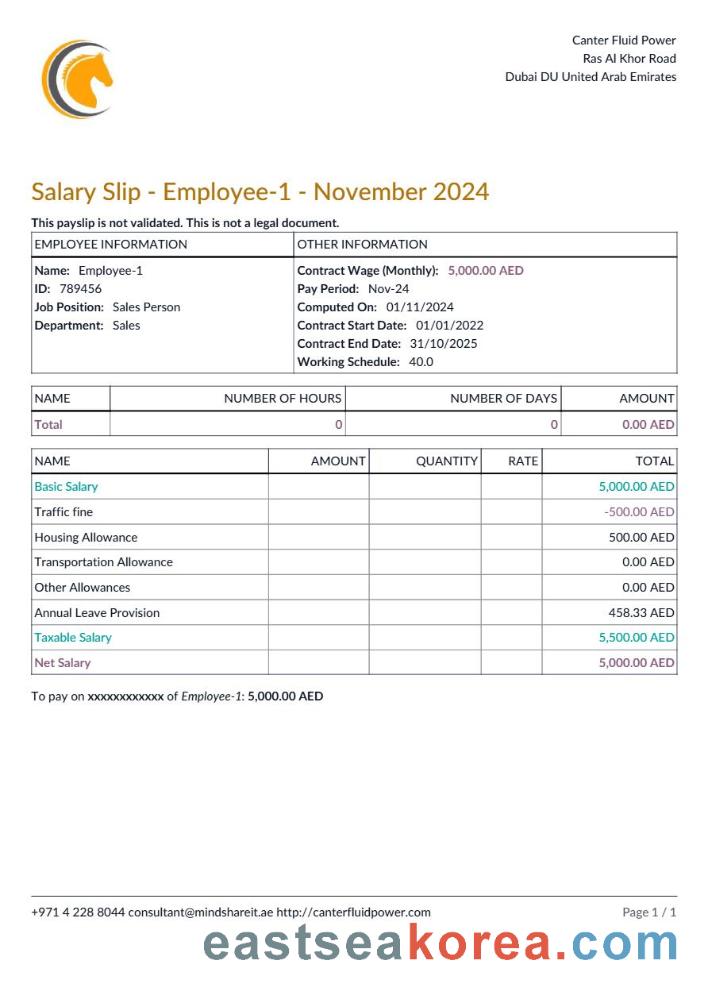 Canter Fluid Power
Ras Al Khor Road
Dubai DU United Arab Emirates
Salary Slip - Employee-1 - November 2024
This payslip is not validated. This is not a legal document.
EMPLOYEE INFORMATION OTHER INFORMATION
Name: Employee-1 Contract Wage (Monthly): 5,000.00 AED
ID: 789456 Pay Period: Nov-24
Job Position: Sales Person Computed On: 01/11/2024
Department: Sales Contract Start Date: 01/01/2022
Contract End Date: 31/10/2025
Working Schedule: 40.0
NAME NUMBER OF HOURS NUMBER OF DAYS AMOUNT
Total 0 0 0.00 AED
NAME AMOUNT QUANTITY RATE TOTAL
Basic Salary 5,000.00 AED
Traffic fine -500.00 AED
Housing Allowance 500.00 AED
Transportation Allowance 0.00 AED
Other Allowances 0.00 AED
Annual Leave Provision 458.33 AED
Taxable Salary 5,500.00 AED
Net Salary 5,000.00 AED
To pay on xxxxxxxxxxxx of Employee-1: 5,000.00 AED
+971 4 228 8044 consultant@mindshareit.ae http://canterfluidpower.com Page 1 / 1
eastseakorea.com